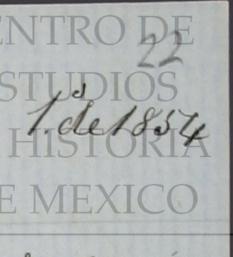 CENTRO DE
22
ESTUDIOS
1.º de 1854
HISTORIA
DE MEXICO